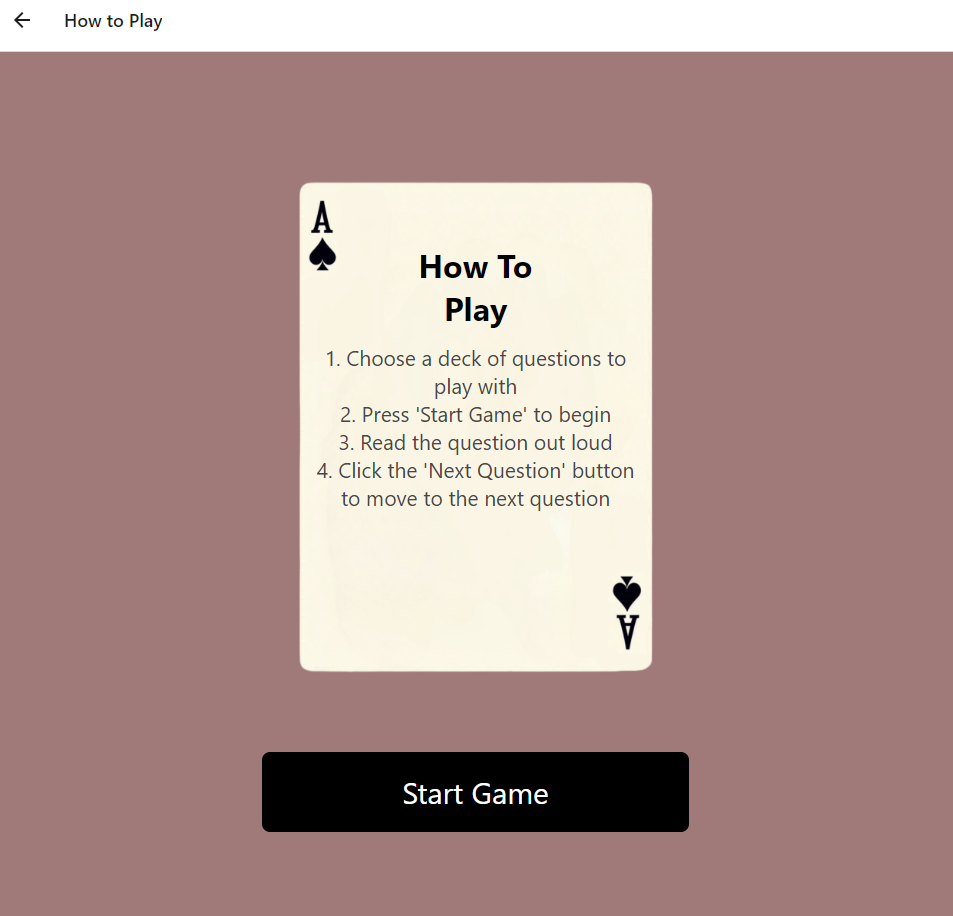 How to Play
A
How To
Play
1. Choose a deck of questions to
play with
2. Press 'Start Game' to begin
3. Read the question out loud
4. Click the 'Next Question' button
to move to the next question
A
Start Game